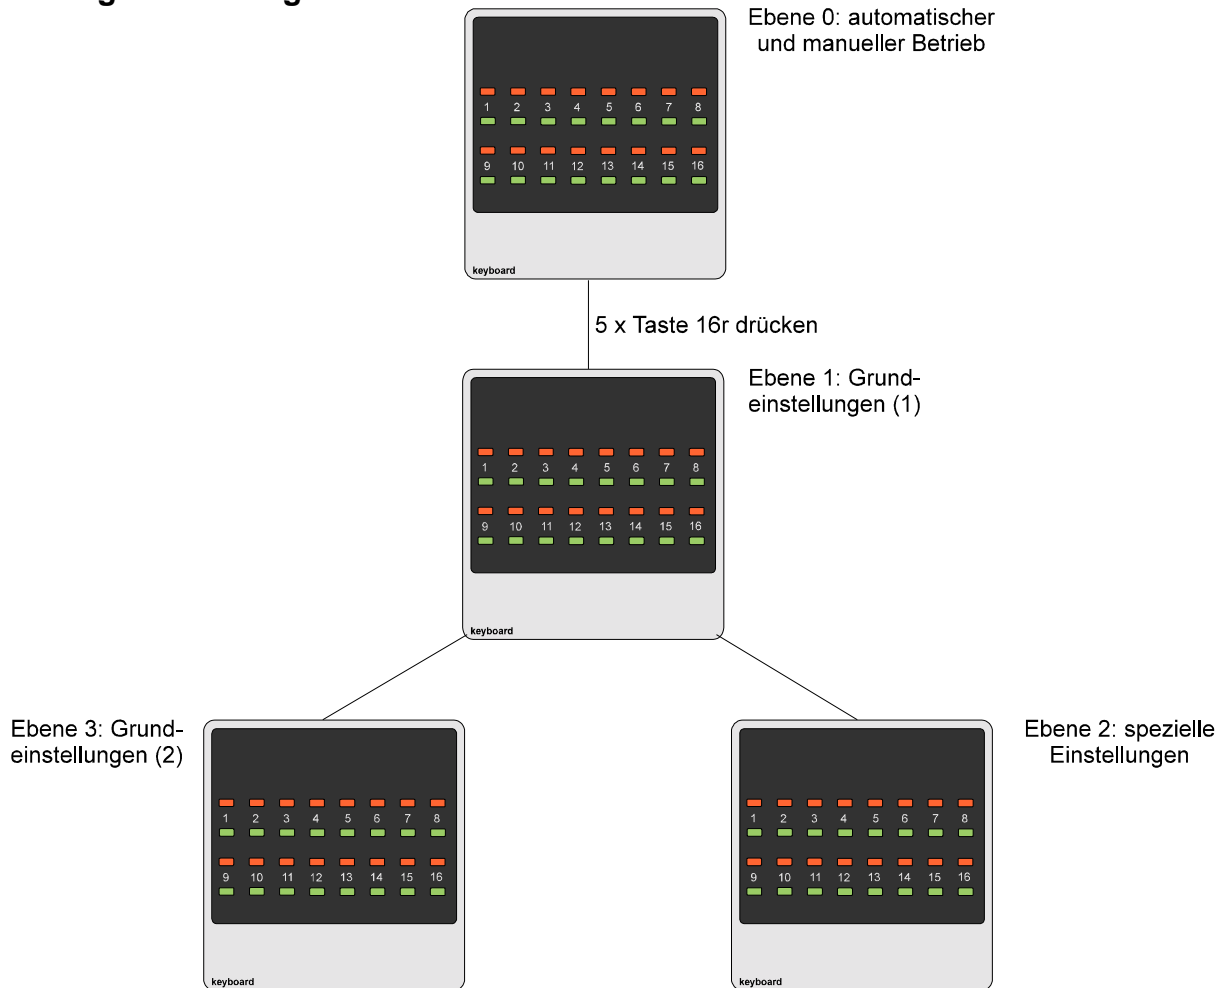 Ebene 0: automatischer
und manueller Betrieb
1 2 3 4 5 6 7 8
9 10 11 12 13 14 15 16
keyboard
5 x Taste 16r drücken
Ebene 1: Grund-
einstellungen (1)
1 2 3 4 5 6 7 8
9 10 11 12 13 14 15 16
keyboard
Ebene 3: Grund-
einstellungen (2)
1 2 3 4 5 6 7 8
9 10 11 12 13 14 15 16
keyboard
Ebene 2: spezielle
Einstellungen
1 2 3 4 5 6 7 8
9 10 11 12 13 14 15 16
keyboard